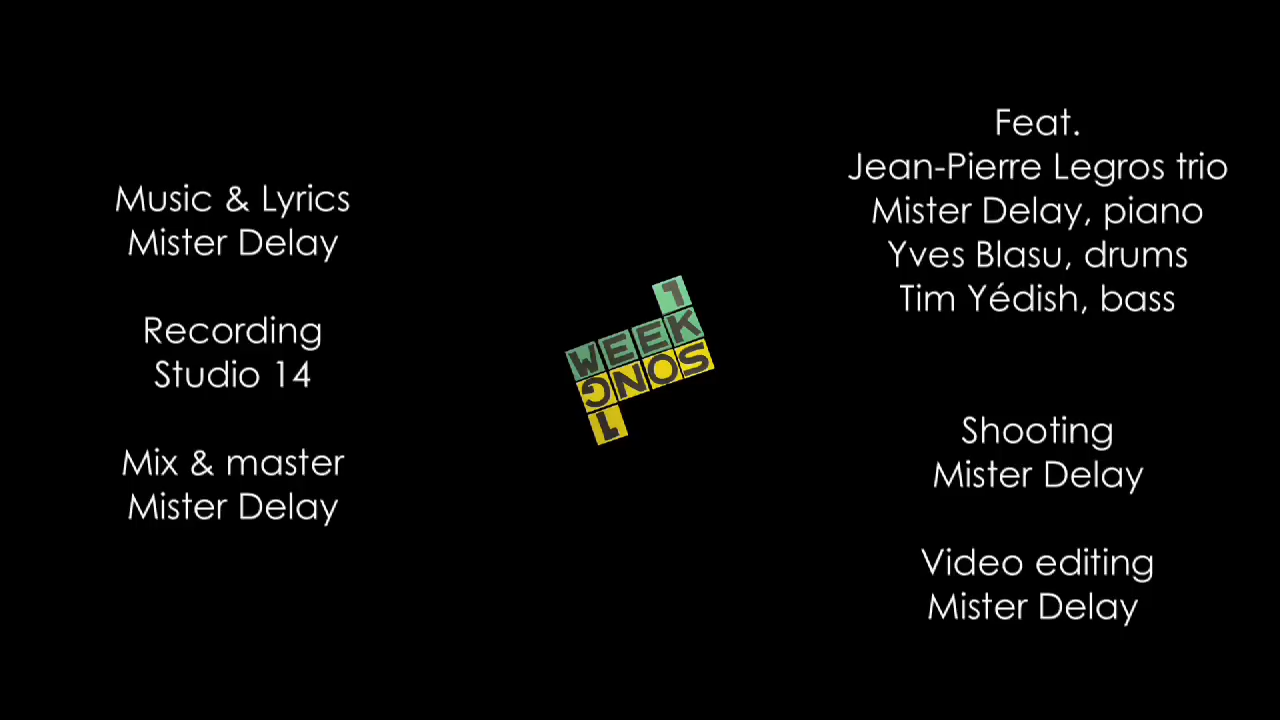 Music & Lyrics
Mister Delay
Recording
Studio 14
Mix & master
Mister Delay
1
WEEK
SONG
1
Feat.
Jean-Pierre Legros trio
Mister Delay, piano
Yves Blasu, drums
Tim Yédish, bass
Shooting
Mister Delay
Video editing
Mister Delay